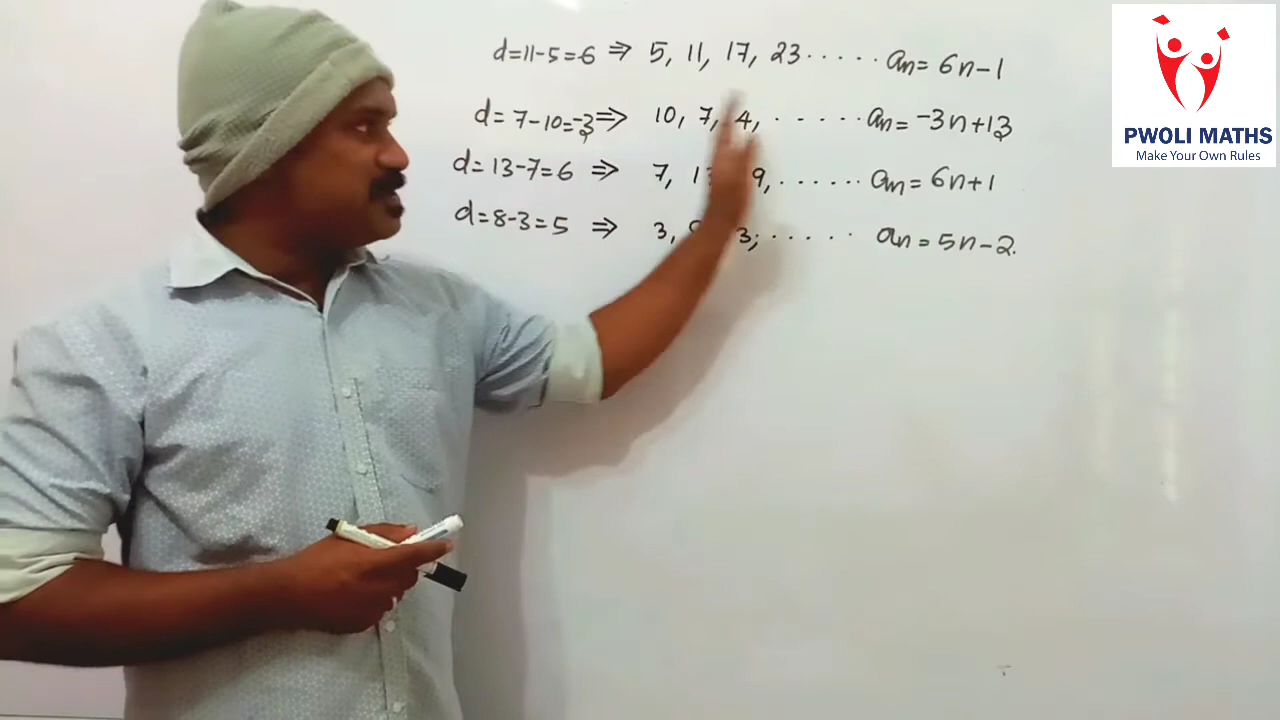 d=11-5=6 ⇒ 5, 11, 17, 23 ...... an = 6n-1
d= 7-10=-3 ⇒ 10, 7, 4, ...... an = -3n+13
d= 13-7=6 ⇒ 7, 9, ...... an = 6n+1
d=8-3=5 ⇒ 3, 3, ...... an = 5n-2.
PWOLI MATHS
Make Your Own Rules